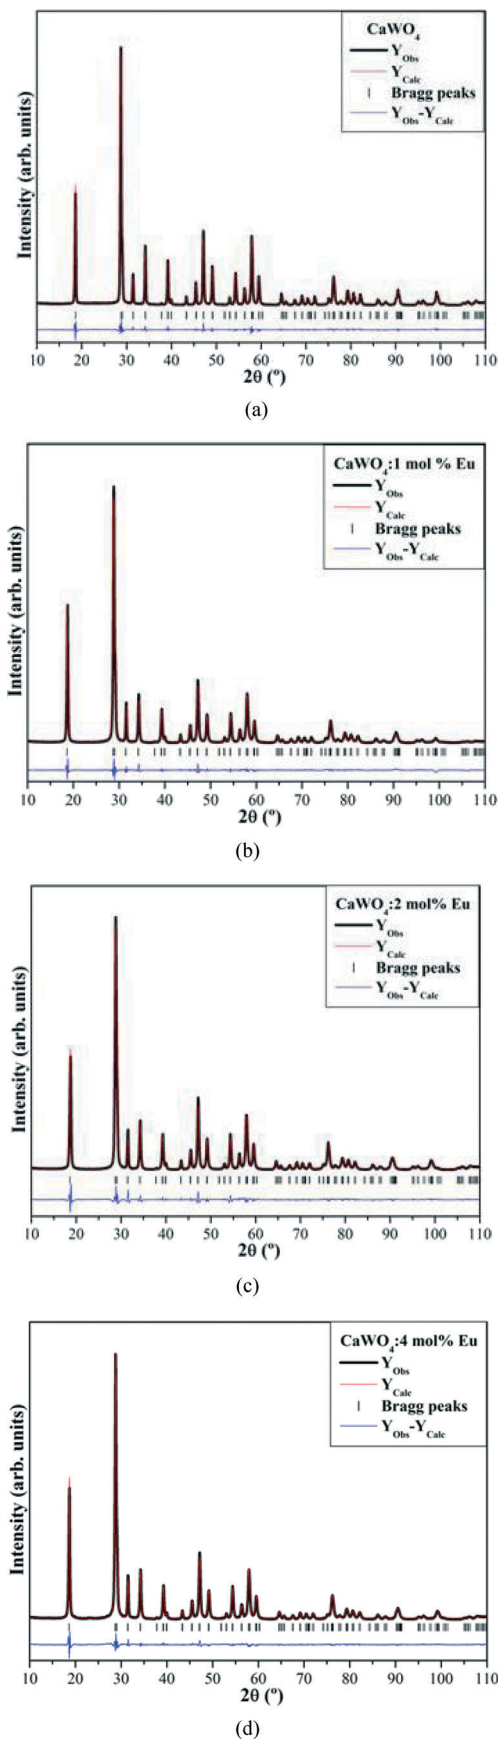 CaWO4
YObs
YCalc
Bragg peaks
YObs-YCalc
Intensity (arb. units)
10 20 30 40 50 60 70 80 90 100 110
2θ (º)
(a)
CaWO4:1 mol % Eu
YObs
YCalc
Bragg peaks
YObs-YCalc
Intensity (arb. units)
10 20 30 40 50 60 70 80 90 100 110
2θ (º)
(b)
CaWO4:2 mol% Eu
YObs
YCalc
Bragg peaks
YObs-YCalc
Intensity (arb. units)
10 20 30 40 50 60 70 80 90 100 110
2θ (º)
(c)
CaWO4:4 mol% Eu
YObs
YCalc
Bragg peaks
YObs-YCalc
Intensity (arb. units)
10 20 30 40 50 60 70 80 90 100 110
2θ (º)
(d)